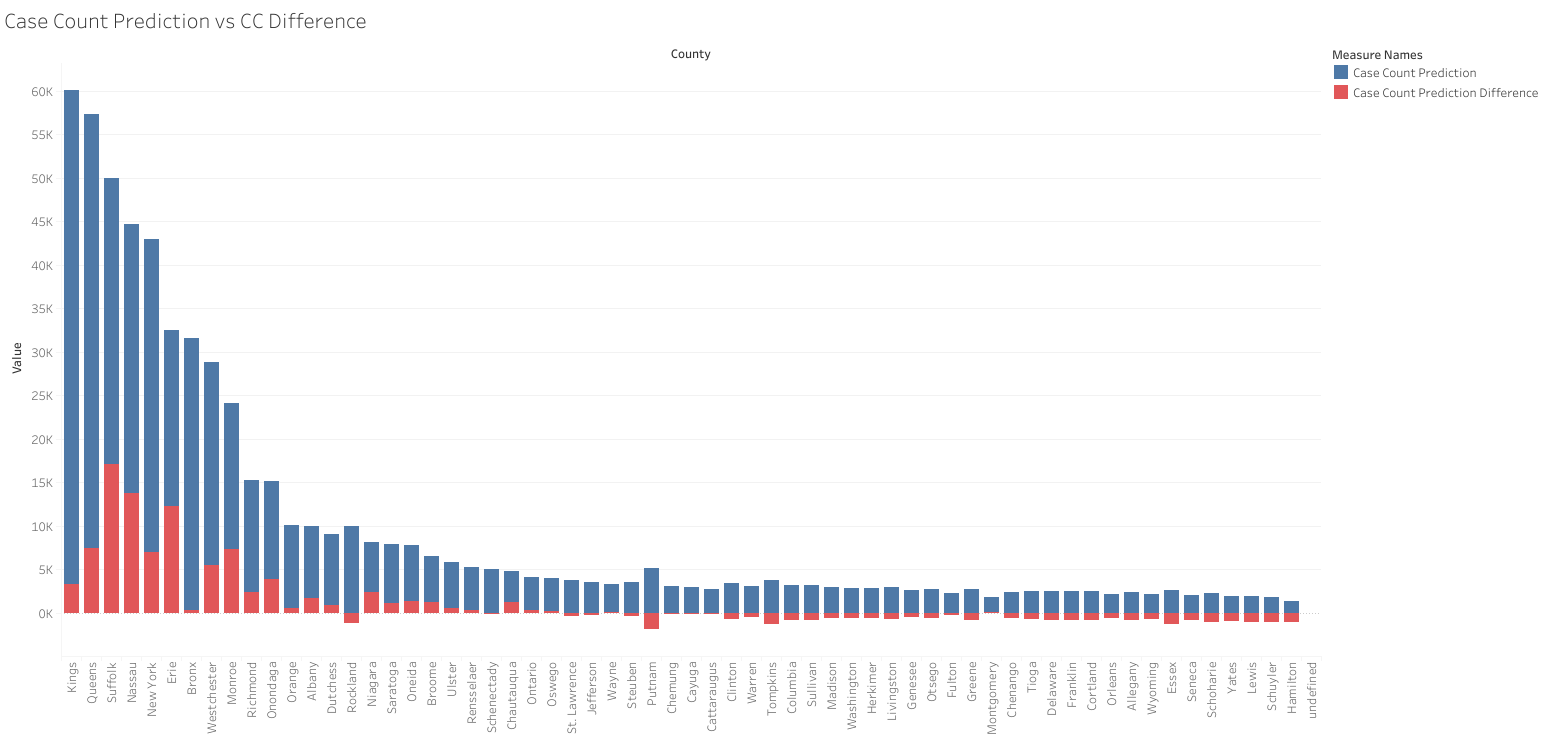 Case Count Prediction vs CC Difference
County
Measure Names
Case Count Prediction
Case Count Prediction Difference
Value
60K
55K
50K
45K
40K
35K
30K
25K
20K
15K
10K
5K
0K
Kings
Queens
Suffolk
Nassau
New York
Erie
Bronx
Westchester
Monroe
Richmond
Onondaga
Orange
Albany
Dutchess
Rockland
Niagara
Saratoga
Oneida
Broome
Ulster
Rensselaer
Schenectady
Chautauqua
Ontario
Oswego
St. Lawrence
Jefferson
Wayne
Steuben
Putnam
Chemung
Cayuga
Cattaraugus
Clinton
Warren
Tompkins
Columbia
Sullivan
Madison
Washington
Herkimer
Livingston
Genesee
Otsego
Fulton
Greene
Montgomery
Chenango
Tioga
Delaware
Franklin
Cortland
Orleans
Allegany
Wyoming
Essex
Seneca
Schoharie
Yates
Lewis
Schuyler
Hamilton
undefined